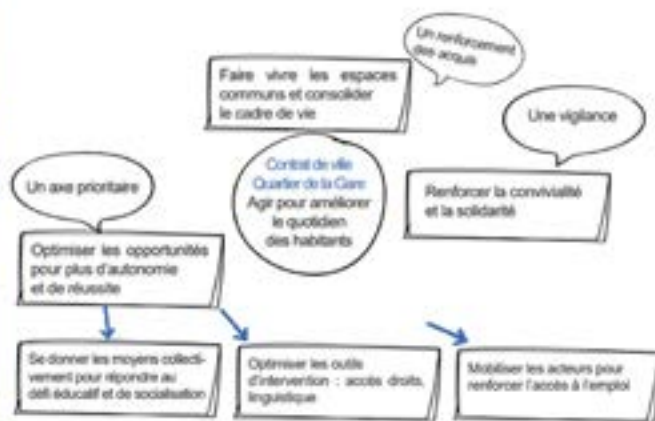 Un renforcement
des acquis
Faire vivre les espaces
communs et consolider
le cadre de vie
Une vigilance
Contrat de ville
Quartier de la Gare
Agir pour améliorer
le quotidien
des habitants
Un axe prioritaire
Renforcer la convivialité
et la solidarité
Optimiser les opportunités
pour plus d'autonomie
et de réussite
Se donner les moyens collecti-
vement pour répondre au
défi éducatif et de socialisation
Optimiser les outils
d'intervention : accès droits,
linguistique
Mobiliser les acteurs pour
renforcer l'accès à l'emploi